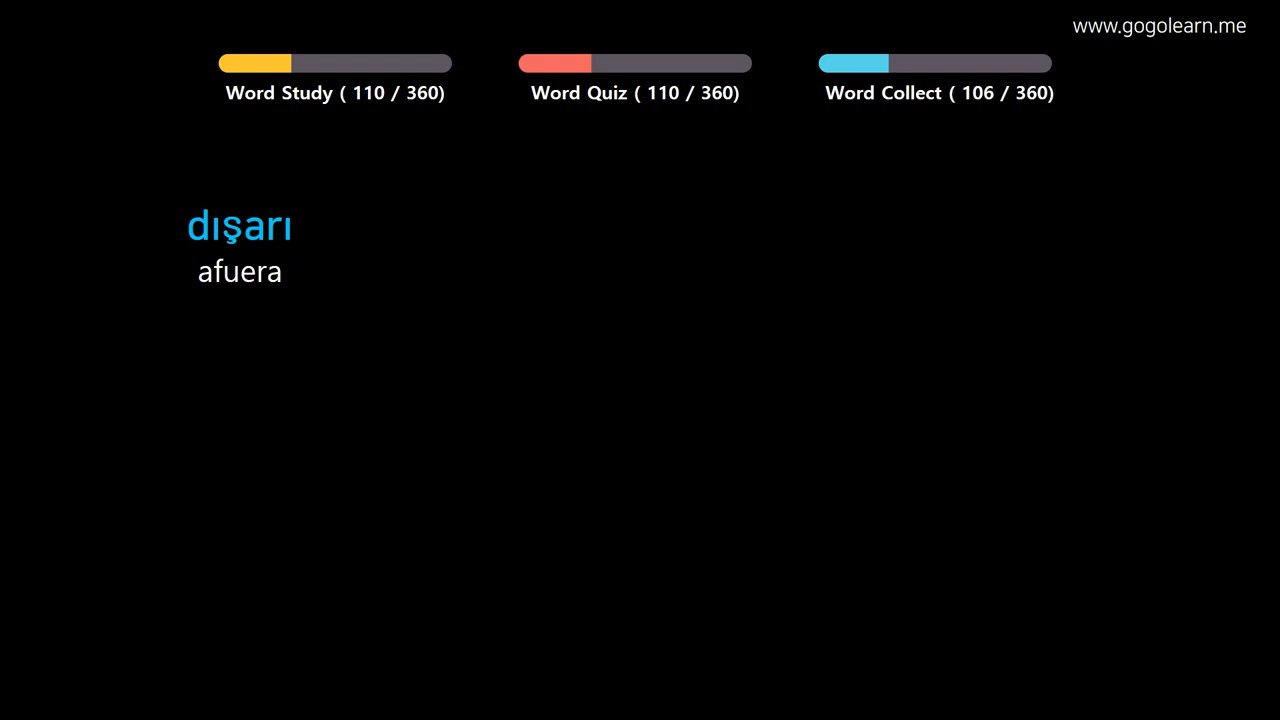 www.gogolearn.me
Word Study ( 110 / 360)
Word Quiz ( 110 / 360)
Word Collect ( 106 / 360)
dışarı
afuera